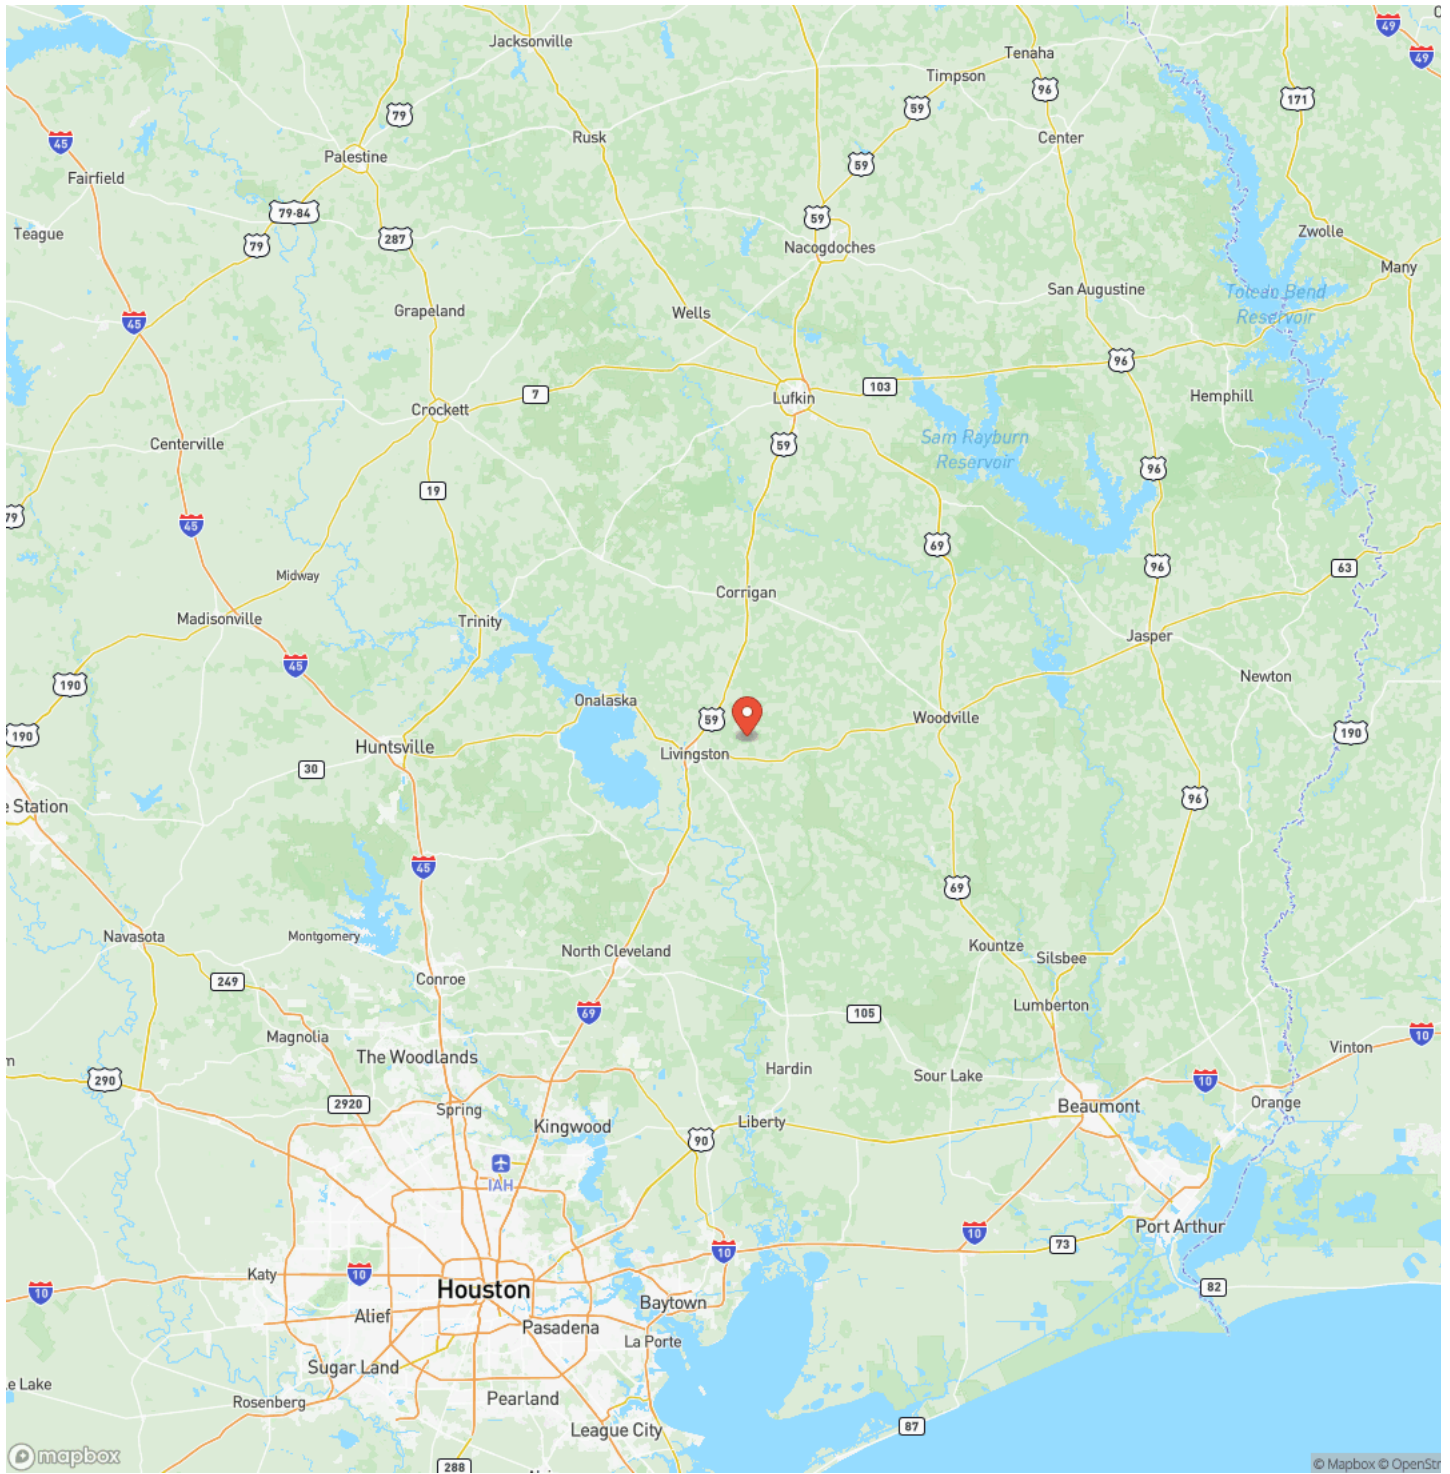 49
Jacksonville
Tenaha
Timpson
49
79
59
96
171
45
Rusk
Center
Palestine
59
Fairfield
79-84
59
Teague
79
287
Nacogdoches
Zwolle
Many
San Augustine
Toledo Bend
Reservoir
Grapeland
Wells
45
96
7
103
Lufkin
Hemphill
Crockett
Centerville
59
Sam Rayburn
Reservoir
96
19
79
45
69
96
63
Midway
Corrigan
Madisonville
Trinity
Jasper
45
190
Newton
Onalaska
59
Woodville
190
190
Huntsville
Livingston
30
96
e Station
45
69
Navasota
Montgomery
North Cleveland
Kountze
Silsbee
Conroe
249
Lumberton
69
105
Magnolia
10
Vinton
The Woodlands
Hardin
Sour Lake
290
10
2920
Spring
Beaumont
Orange
Kingwood
Liberty
90
IAH
Port Arthur
10
73
10
Katy
10
10
82
Houston
Baytown
Alief
Pasadena
La Porte
Sugar Land
e Lake
Rosenberg
Pearland
League City
87
mapbox
288
© Mapbox © OpenStr